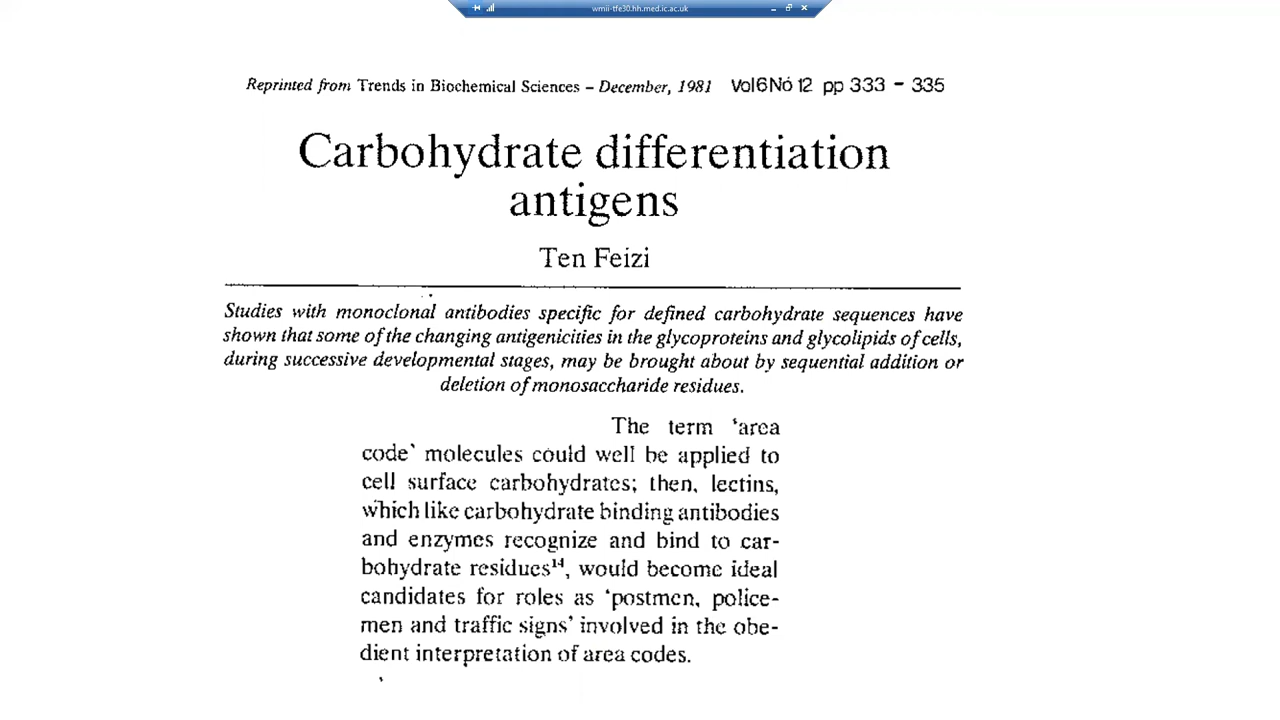 wmii-tfe30.hh.med.ic.ac.uk
Reprinted from Trends in Biochemical Sciences – December, 1981 Vol6No12 pp 333 - 335
Carbohydrate differentiation
antigens
Ten Feizi
Studies with monoclonal antibodies specific for defined carbohydrate sequences have
shown that some of the changing antigenicities in the glycoproteins and glycolipids of cells,
during successive developmental stages, may be brought about by sequential addition or
deletion of monosaccharide residues.
The term 'area
code' molecules could well be applied to
cell surface carbohydrates; then, lectins,
which like carbohydrate binding antibodies
and enzymes recognize and bind to car-
bohydrate residues¹⁴, would become ideal
candidates for roles as 'postmen, police-
men and traffic signs' involved in the obe-
dient interpretation of area codes.